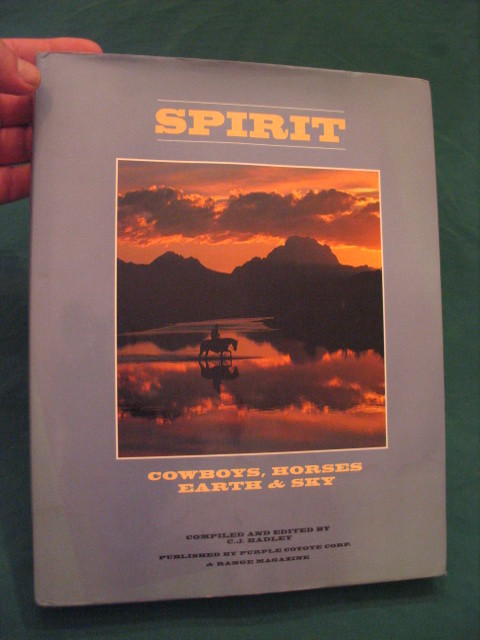 SPIRIT
COWBOYS, HORSES
EARTH & SKY
COMPILED AND EDITED BY
C.J. HADLEY
PUBLISHED BY PURPLE COYOTE CORP.
& RANGE MAGAZINE